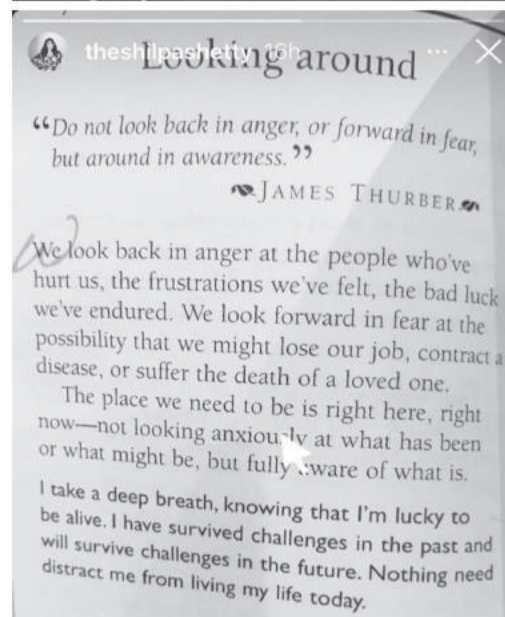 theshilpashetty 16h
Looking around
“Do not look back in anger, or forward in fear,
but around in awareness.”
JAMES THURBER
We look back in anger at the people who've
hurt us, the frustrations we've felt, the bad luck
we've endured. We look forward in fear at the
possibility that we might lose our job, contract a
disease, or suffer the death of a loved one.
The place we need to be is right here, right
now—not looking anxiously at what has been
or what might be, but fully aware of what is.
I take a deep breath, knowing that I'm lucky to
be alive. I have survived challenges in the past and
will survive challenges in the future. Nothing need
distract me from living my life today.